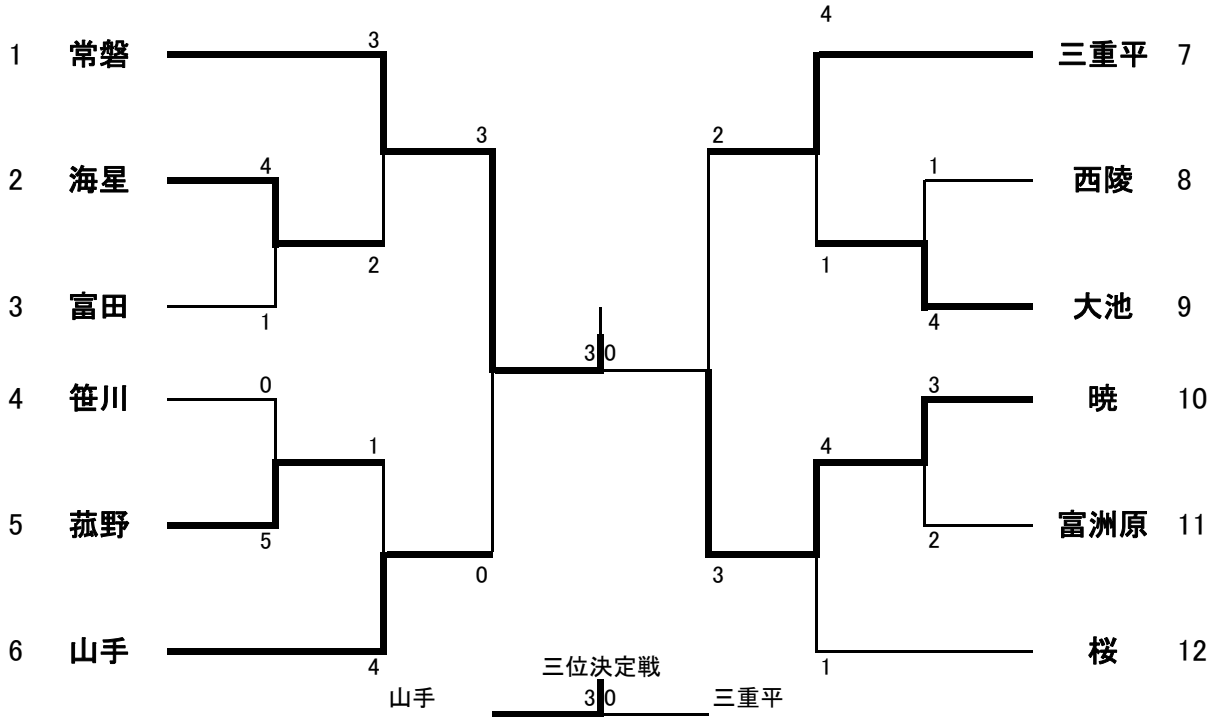 4
1 常磐 3 三重平 7
3 2
2 海星 4 1 西陵 8
2 1
3 富田 1 4 大池 9
3 0
4 笹川 0 3 暁 10
1 4
5 菰野 5 2 富洲原 11
0 3
6 山手 4 1 桜 12
三位決定戦
山手 3 0 三重平